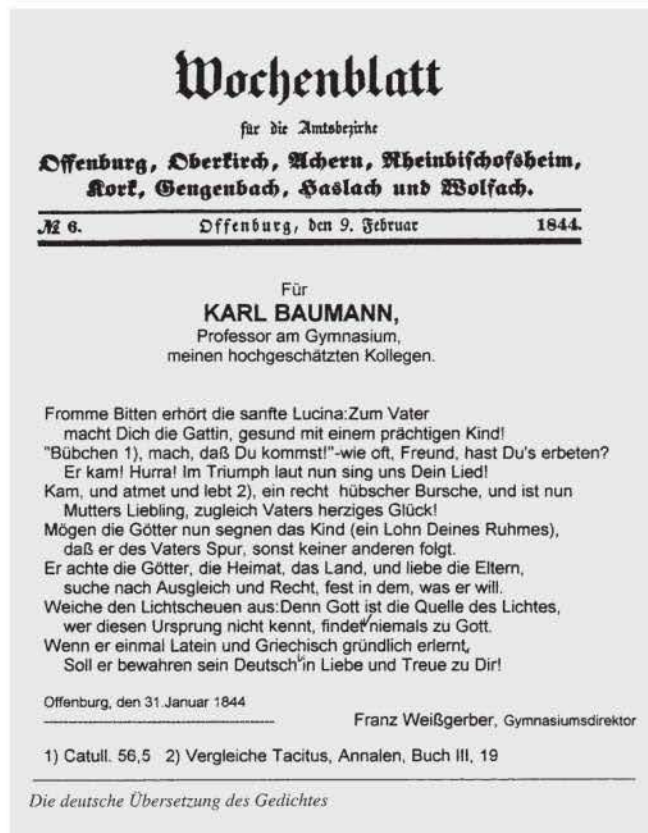 Wochenblatt
für die Amtsbezirke
Offenburg, Oberkirch, Achern, Rheinbischofsheim,
Kork, Gengenbach, Haslach und Wolfach.
№ 6. Offenburg, den 9. Februar 1844.
Für
KARL BAUMANN,
Professor am Gymnasium,
meinen hochgeschätzten Kollegen.
Fromme Bitten erhört die sanfte Lucina:Zum Vater
macht Dich die Gattin, gesund mit einem prächtigen Kind!
"Bübchen 1), mach, daß Du kommst!"-wie oft, Freund, hast Du's erbeten?
Er kam! Hurra! Im Triumph laut nun sing uns Dein Lied!
Kam, und atmet und lebt 2), ein recht hübscher Bursche, und ist nun
Mutters Liebling, zugleich Vaters herziges Glück!
Mögen die Götter nun segnen das Kind (ein Lohn Deines Ruhmes),
daß er des Vaters Spur, sonst keiner anderen folgt.
Er achte die Götter, die Heimat, das Land, und liebe die Eltern,
suche nach Ausgleich und Recht, fest in dem, was er will.
Weiche den Lichtscheuen aus:Denn Gott ist die Quelle des Lichtes,
wer diesen Ursprung nicht kennt, findet niemals zu Gott.
Wenn er einmal Latein und Griechisch gründlich erlernt,
Soll er bewahren sein Deutsch in Liebe und Treue zu Dir!
Offenburg, den 31.Januar 1844
Franz Weißgerber, Gymnasiumsdirektor
1) Catull. 56,5 2) Vergleiche Tacitus, Annalen, Buch III, 19
Die deutsche Übersetzung des Gedichtes